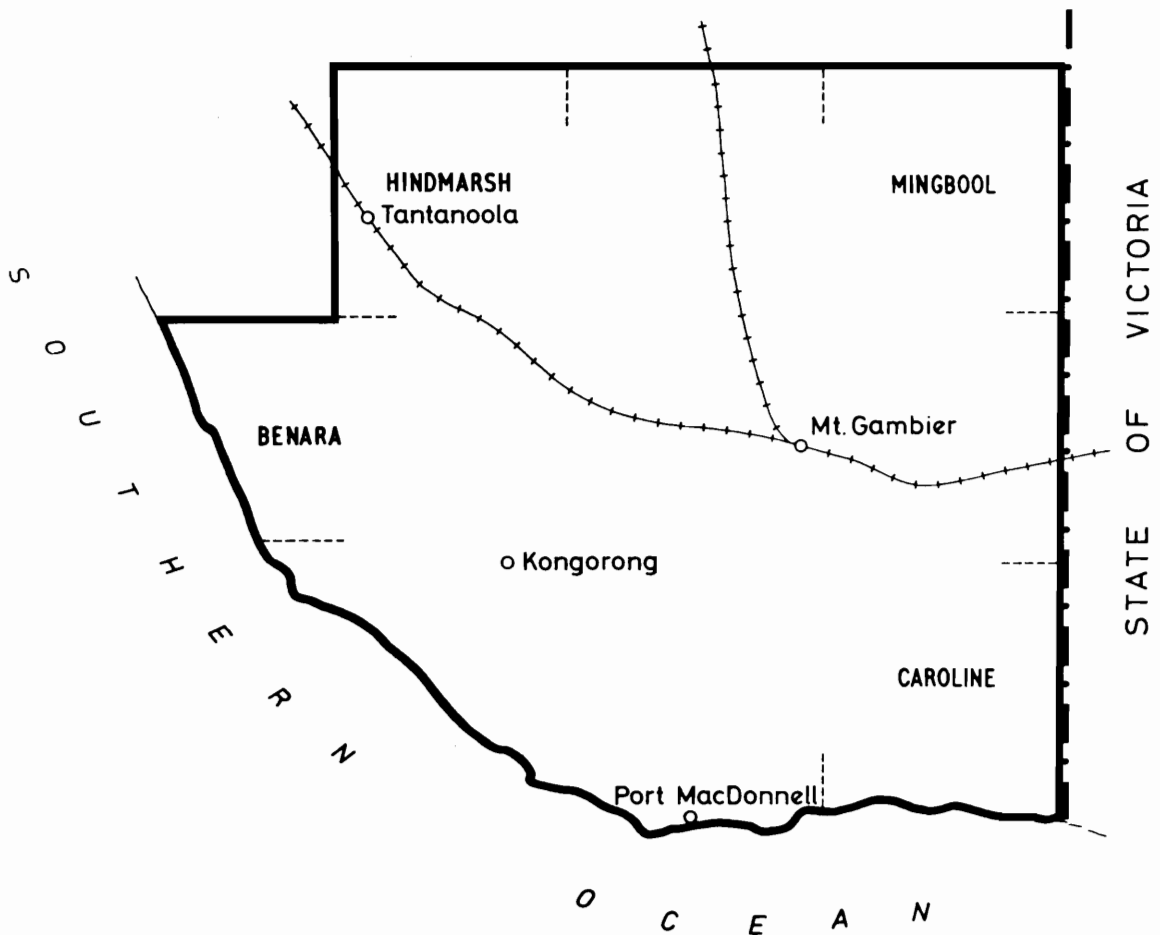 HINDMARSH
Tantanoola
MINGBOOL
BENARA
Mt. Gambier
Kongorong
CAROLINE
Port MacDonnell
SOUTHERN
OCEAN
STATE OF VICTORIA